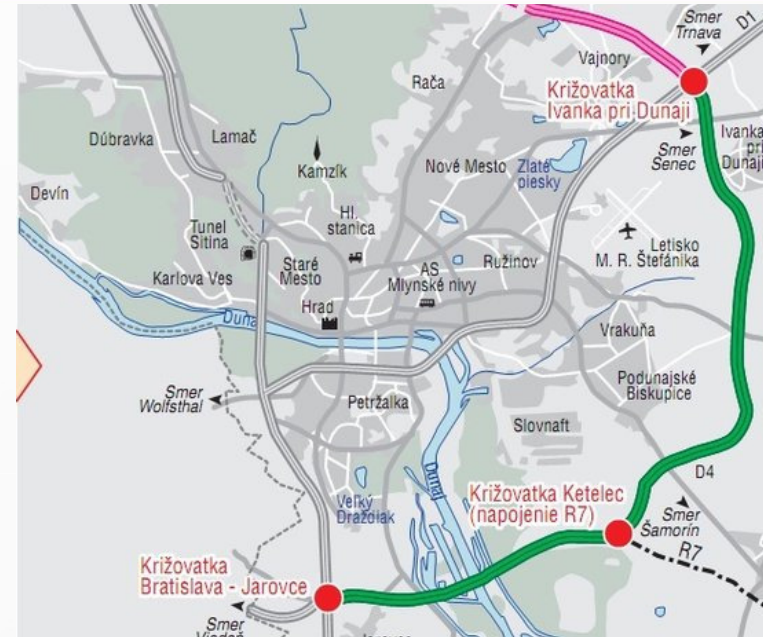 Smer
Trnava
D1
Vajnory
Rača
Križovatka
Ivanka pri Dunaji
Smer
Senec
Ivanka
pri
Dunaji
Dúbravka
Lamač
Kamzík
Nové Mesto
Zlaté
piesky
Devín
Tunel
Sitina
Hl.
stanica
Staré
Mesto
AS
Mlynské nivy
Ružinov
Letisko
M. R. Štefánika
Karlova Ves
Hrad
Dunaj
Vrakuňa
Smer
Wolfsthal
Petržalka
Podunajské
Biskupice
Slovnaft
Dunaj
D4
Veľký
Draždiak
Križovatka Ketelec
(napojenie R7)
Smer
Šamorín
R7
Križovatka
Bratislava - Jarovce
Smer